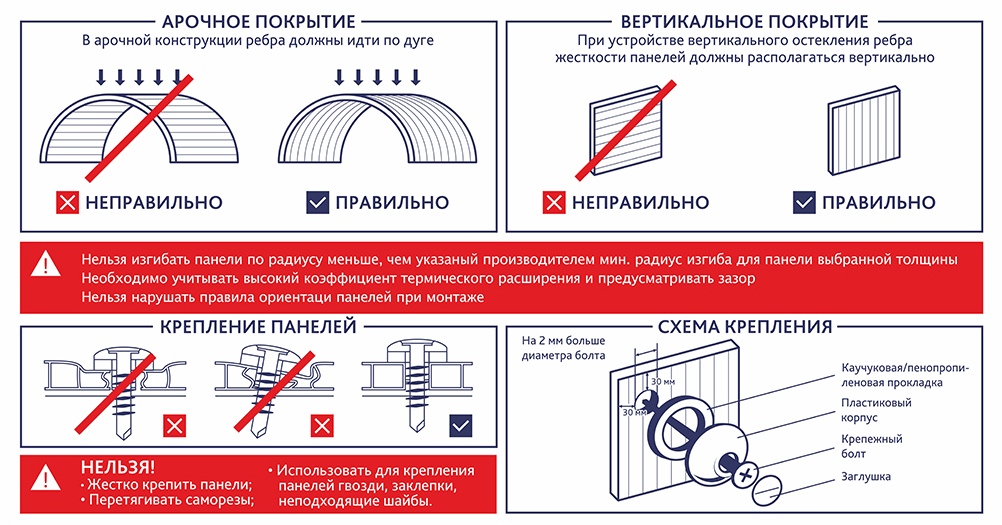 АРОЧНОЕ ПОКРЫТИЕ
В арочной конструкции ребра должны идти по дуге
НЕПРАВИЛЬНО
ПРАВИЛЬНО
ВЕРТИКАЛЬНОЕ ПОКРЫТИЕ
При устройстве вертикального остекления ребра
жесткости панелей должны располагаться вертикально
НЕПРАВИЛЬНО
ПРАВИЛЬНО
Нельзя изгибать панели по радиусу меньше, чем указаный производителем мин. радиус изгиба для панели выбранной толщины
Необходимо учитывать высокий коэффициент термического расширения и предусматривать зазор
Нельзя нарушать правила ориентаци панелей при монтаже
КРЕПЛЕНИЕ ПАНЕЛЕЙ
НЕЛЬЗЯ!
• Жестко крепить панели;
• Перетягивать саморезы;
• Использовать для крепления
панелей гвозди, заклепки,
неподходящие шайбы.
СХЕМА КРЕПЛЕНИЯ
На 2 мм больше
диаметра болта
30 мм
30 мм
Каучуковая/пенопропи-
леновая прокладка
Пластиковый
корпус
Крепежный
болт
Заглушка